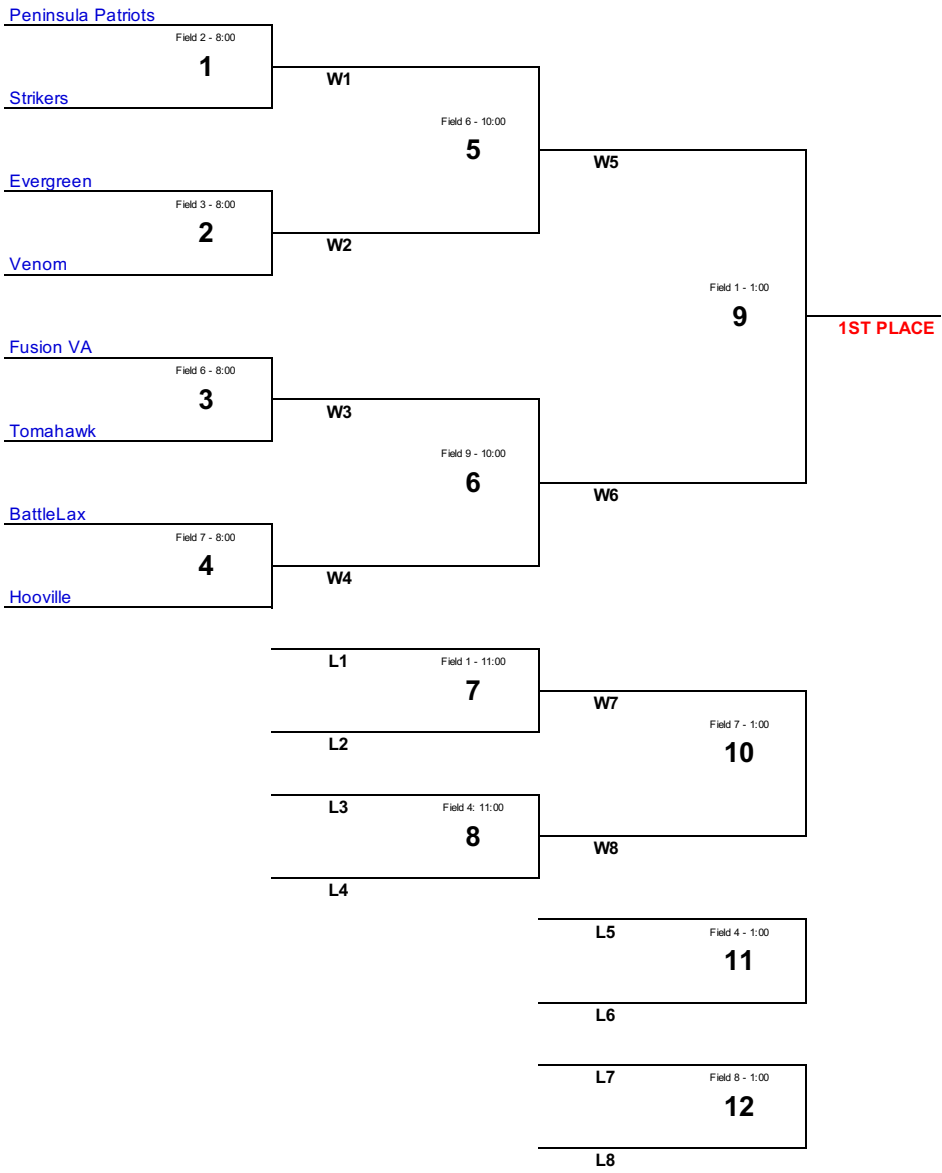 Peninsula Patriots
Field 2 - 8:00
1
W1
Strikers
Field 6 - 10:00
5
W5
Evergreen
Field 3 - 8:00
2
W2
Venom
Field 1 - 1:00
9
1ST PLACE
Fusion VA
Field 6 - 8:00
3
W3
Tomahawk
Field 9 - 10:00
6
W6
BattleLax
Field 7 - 8:00
4
W4
Hooville
L1
Field 1 - 11:00
7
W7
L2
Field 7 - 1:00
10
L3
Field 4: 11:00
8
W8
L4
L5
Field 4 - 1:00
11
L6
L7
Field 8 - 1:00
12
L8